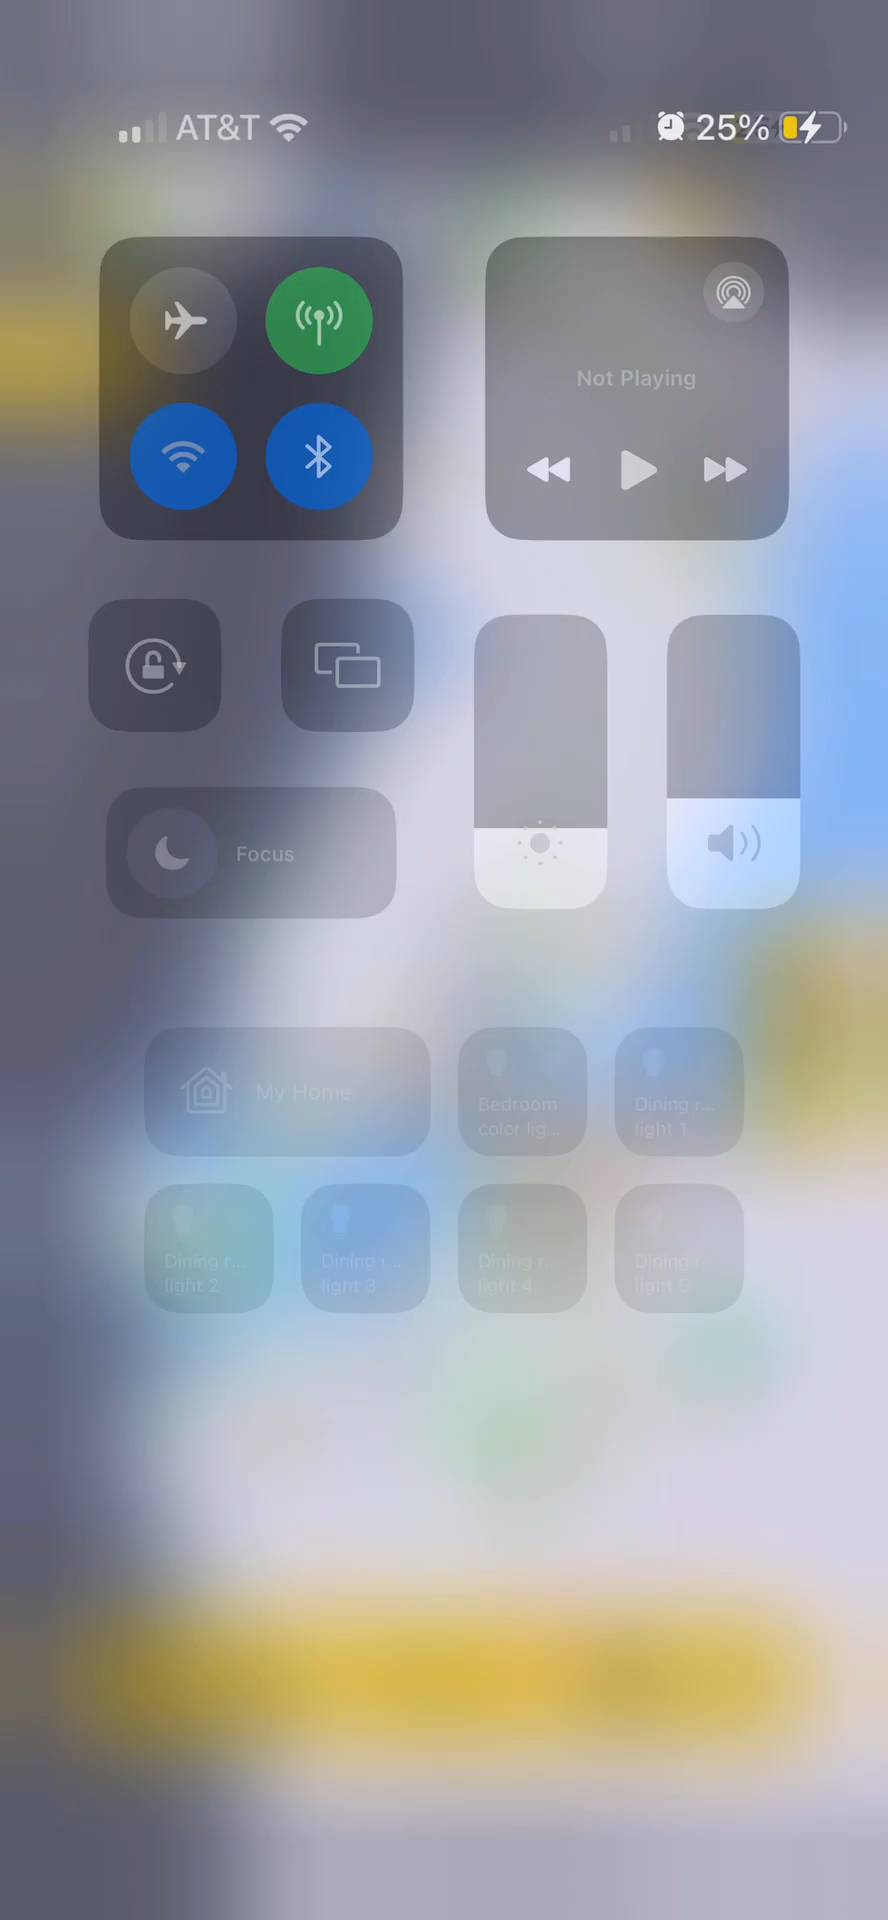 AT&T 25%
Not Playing
Focus
My Home
Bedroom
color lig...
Dining r...
light 1
Dining r...
light 2
Dining r...
light 3
Dining r...
light 4
Dining r...
light 5